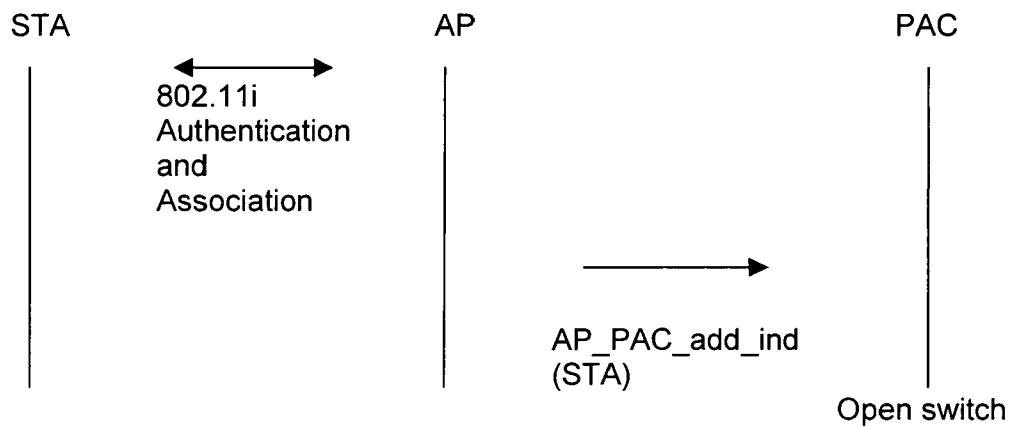 STA
AP
PAC
802.11i
Authentication
and
Association
AP_PAC_add_ind
(STA)
Open switch